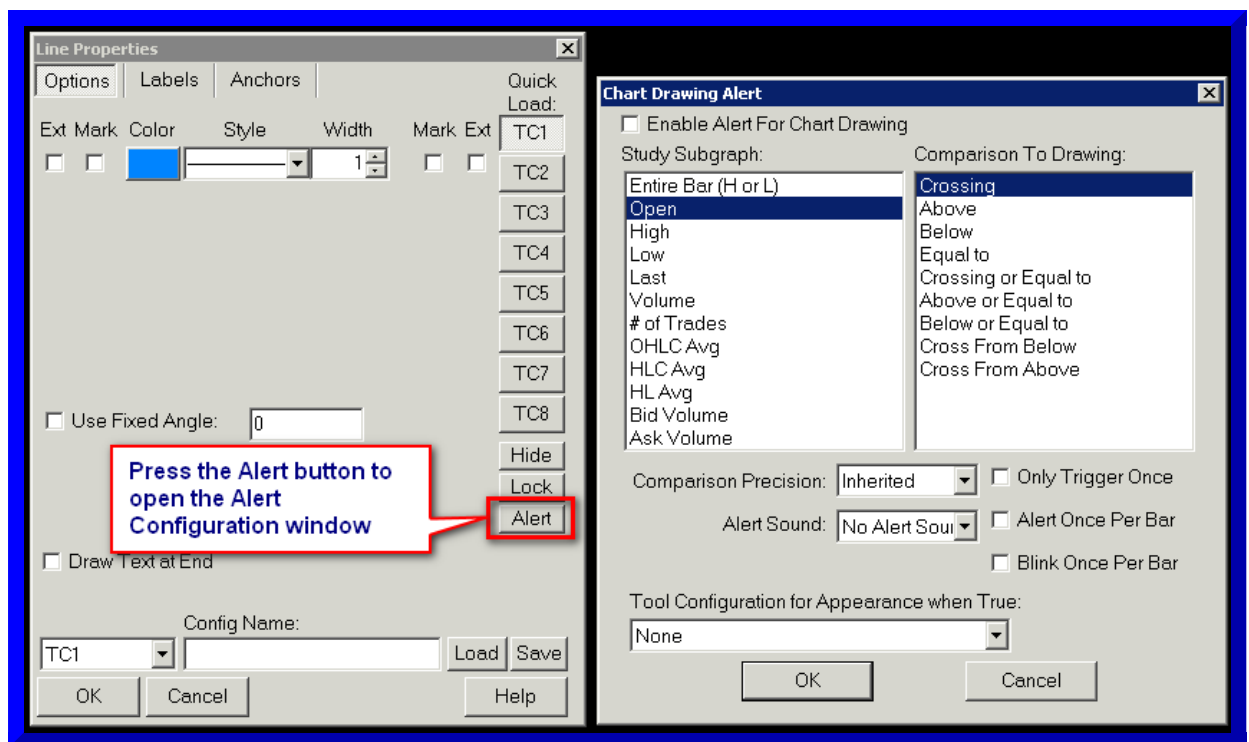 Line Properties
Options Labels Anchors
Quick
Load:
Ext Mark Color Style Width Mark Ext
1
TC1
TC2
TC3
TC4
TC5
TC6
TC7
TC8
Use Fixed Angle: 0
Hide
Lock
Alert
Press the Alert button to
open the Alert
Configuration window
Draw Text at End
Config Name:
TC1 Load Save
OK Cancel Help
Chart Drawing Alert
Enable Alert For Chart Drawing
Study Subgraph:
Entire Bar (H or L)
Open
High
Low
Last
Volume
# of Trades
OHLC Avg
HLC Avg
HL Avg
Bid Volume
Ask Volume
Comparison To Drawing:
Crossing
Above
Below
Equal to
Crossing or Equal to
Above or Equal to
Below or Equal to
Cross From Below
Cross From Above
Comparison Precision: Inherited Only Trigger Once
Alert Sound: No Alert Soun Alert Once Per Bar
Blink Once Per Bar
Tool Configuration for Appearance when True:
None
OK Cancel